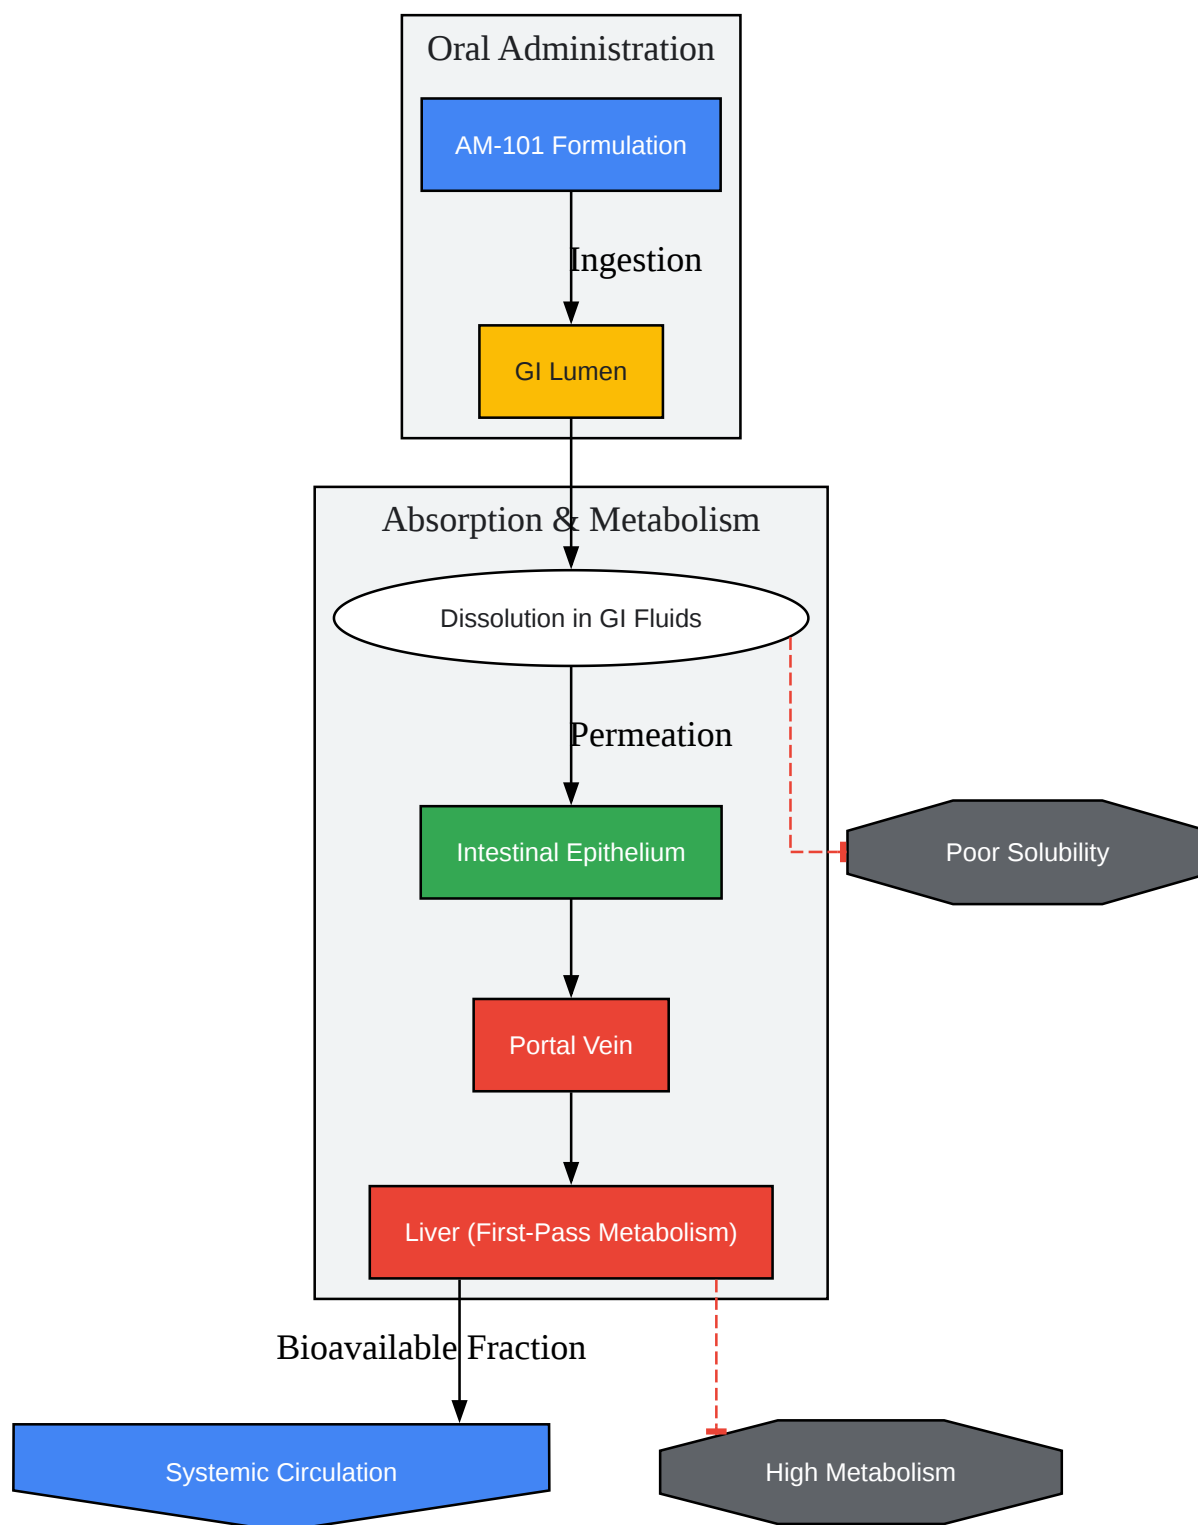 Oral Administration
AM-101 Formulation
Ingestion
GI Lumen
Absorption & Metabolism
Dissolution in GI Fluids
Permeation
Intestinal Epithelium
Poor Solubility
Portal Vein
Liver (First-Pass Metabolism)
Bioavailable Fraction
Systemic Circulation
High Metabolism